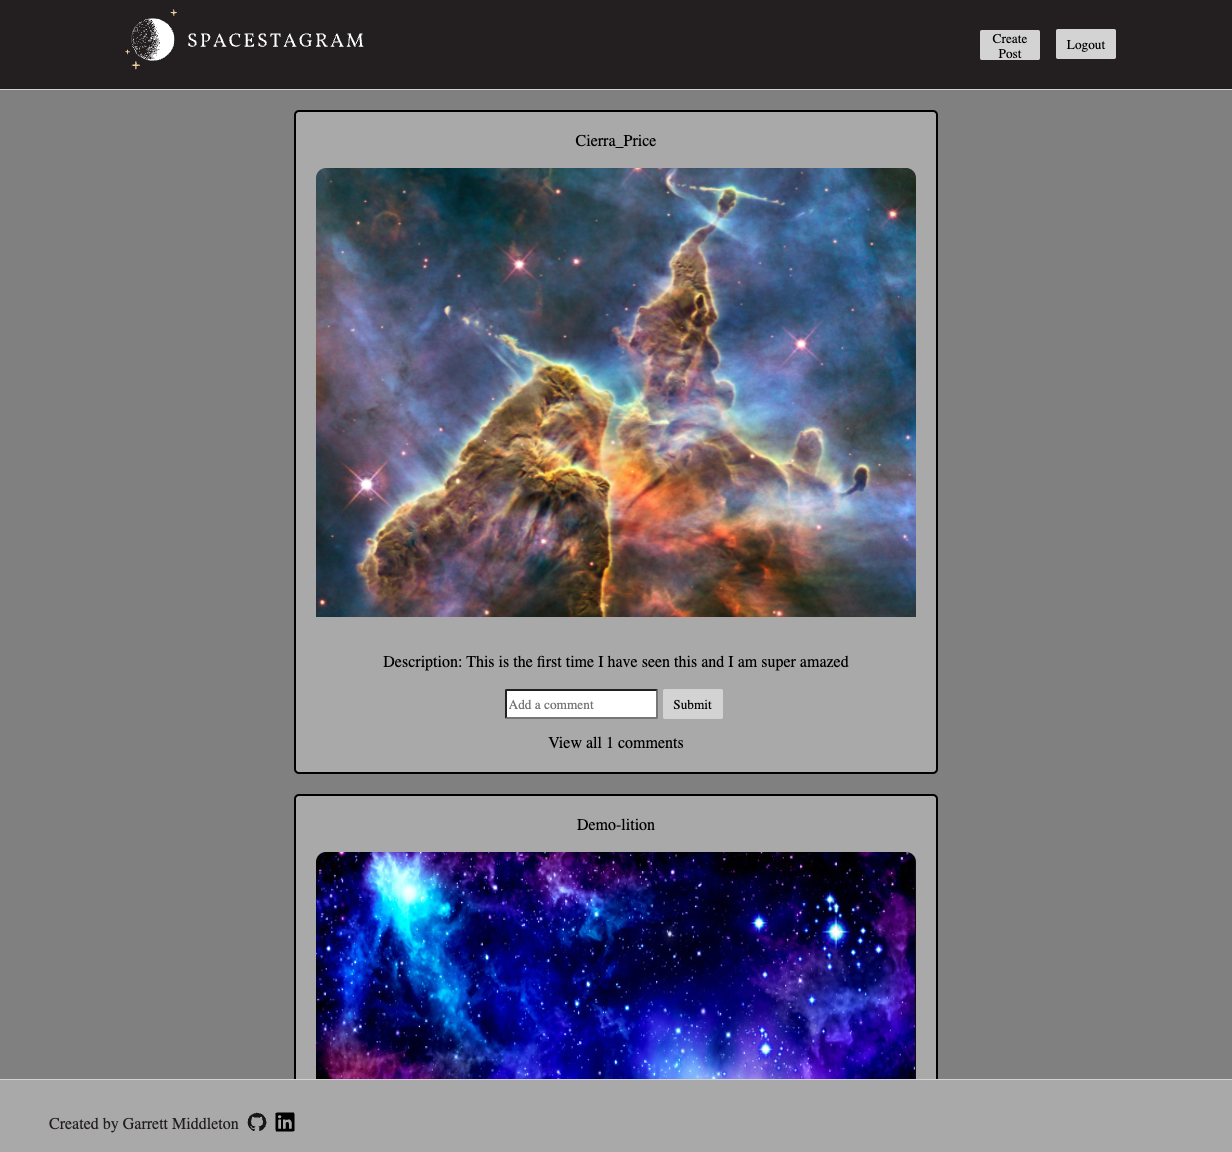 SPACESTAGRAM
Create
Post
Logout
Cierra_Price
Description: This is the first time I have seen this and I am super amazed
Add a comment
Submit
View all 1 comments
Demo-lition
Created by Garrett Middleton
in